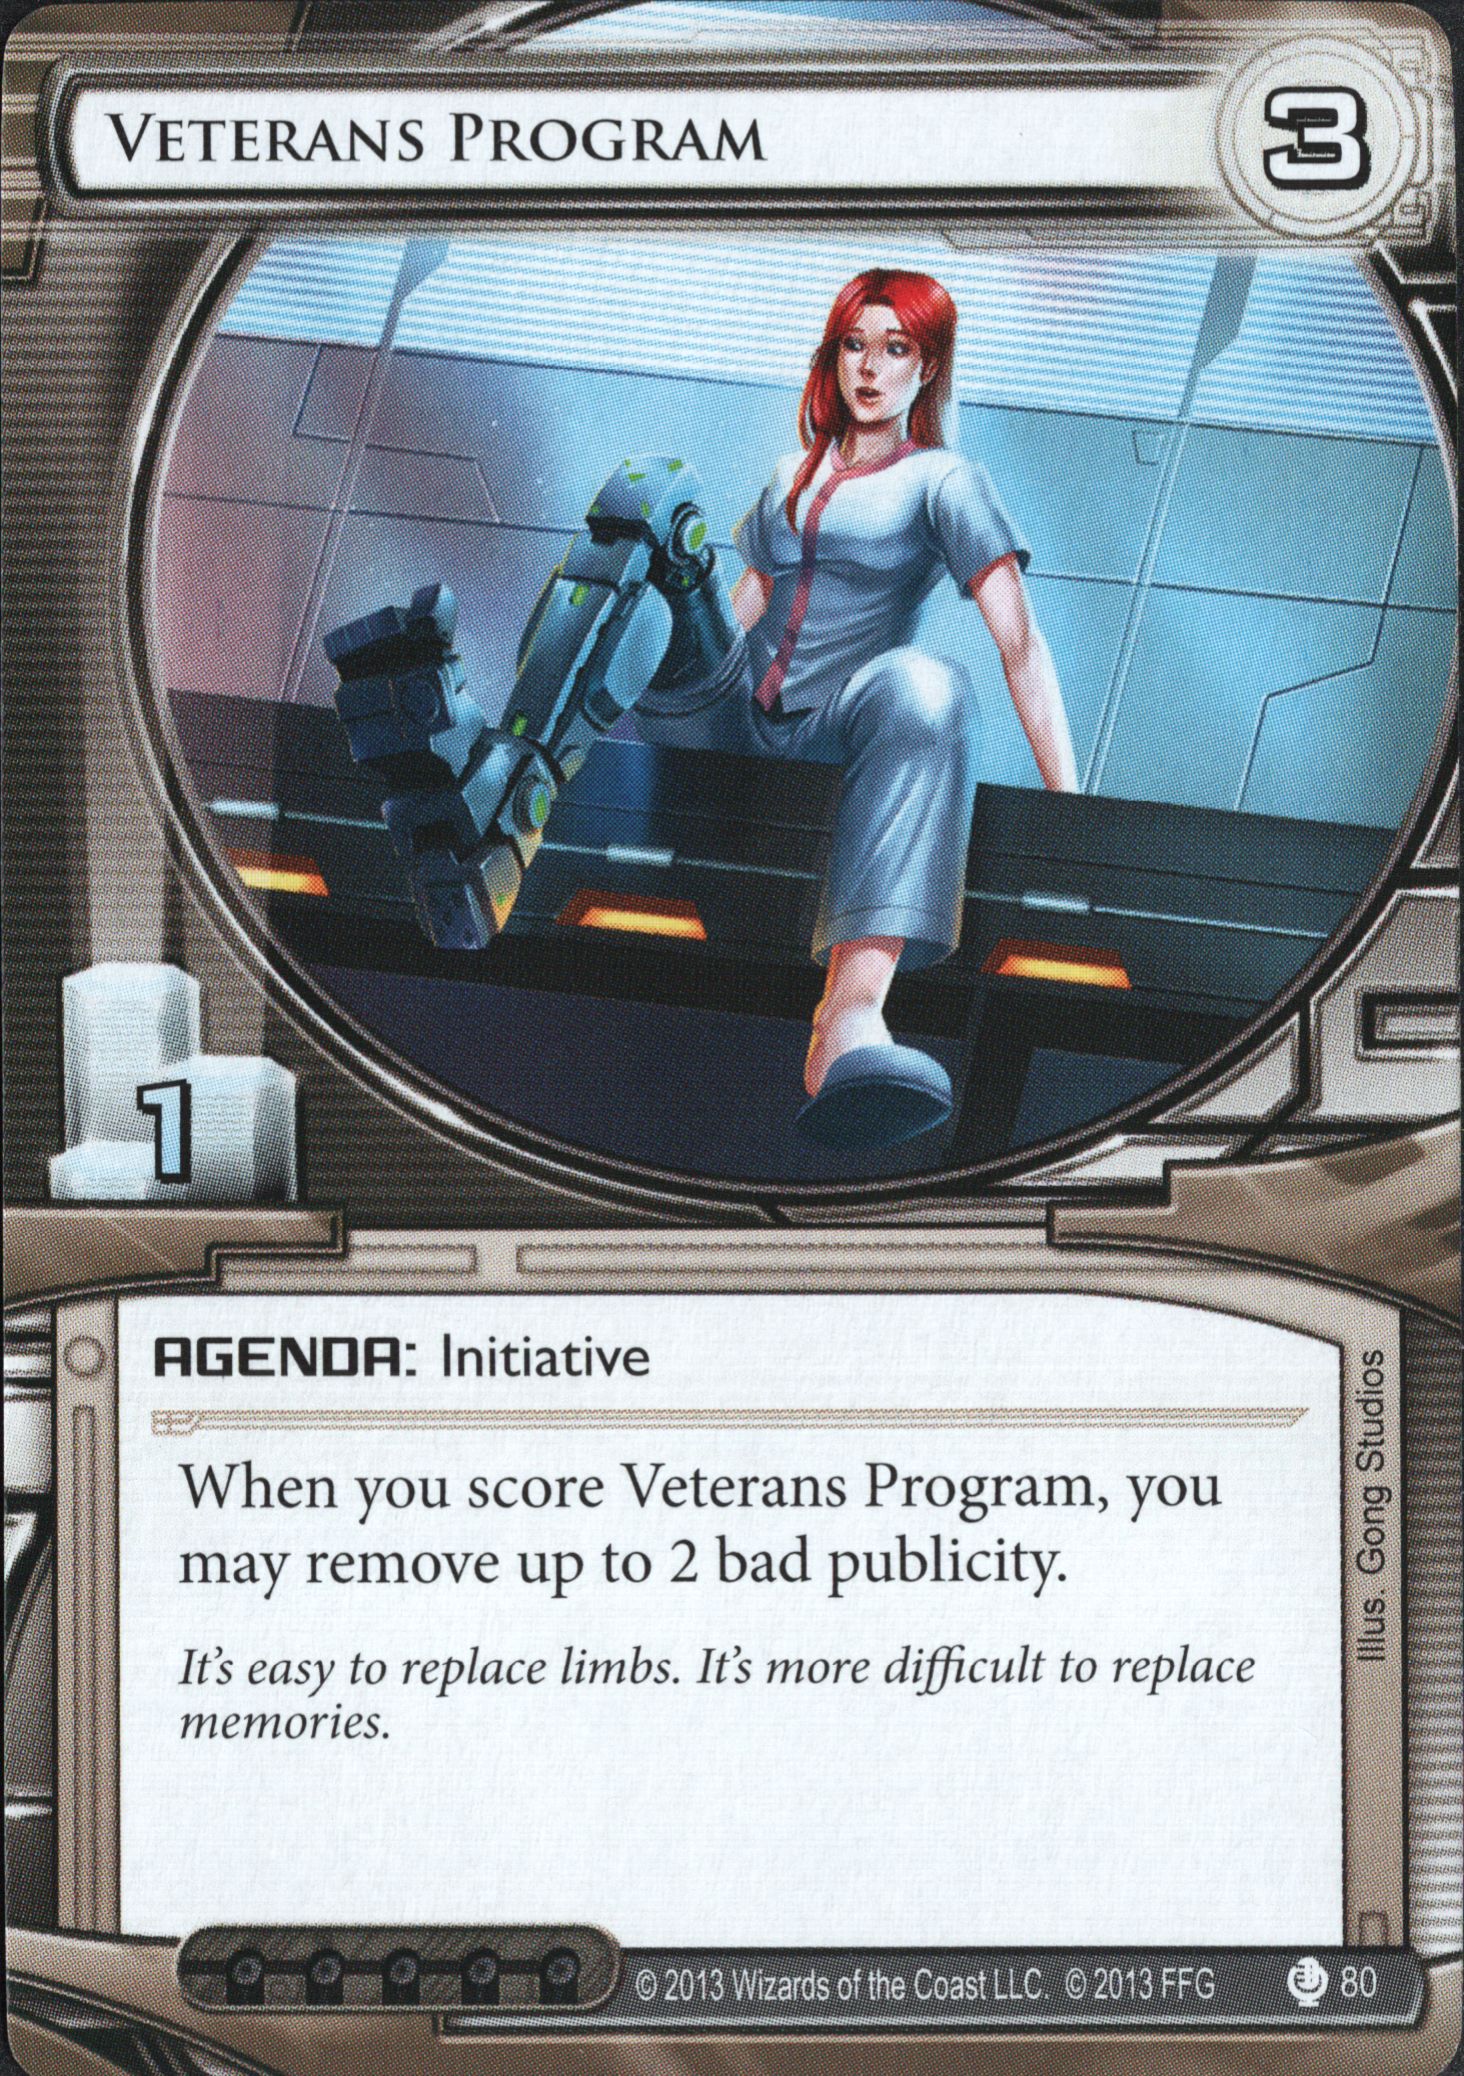 VETERANS PROGRAM
3
1
AGENDA: Initiative
When you score Veterans Program, you
may remove up to 2 bad publicity.
It's easy to replace limbs. It's more difficult to replace
memories.
Illus. Gong Studios
© 2013 Wizards of the Coast LLC. © 2013 FFG
80